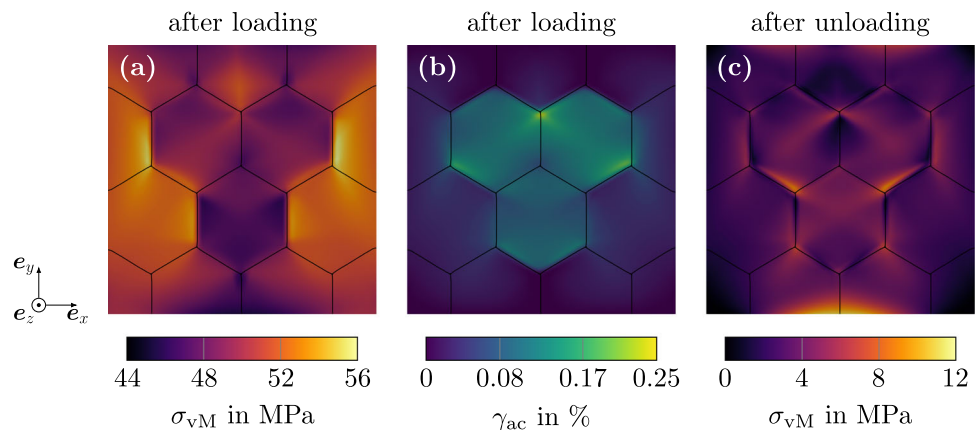 after loading after loading after unloading
(a) (b) (c)
e_y
e_z e_x
44 48 52 56 0 0.08 0.17 0.25 0 4 8 12
σ_vM in MPa γ_ac in % σ_vM in MPa